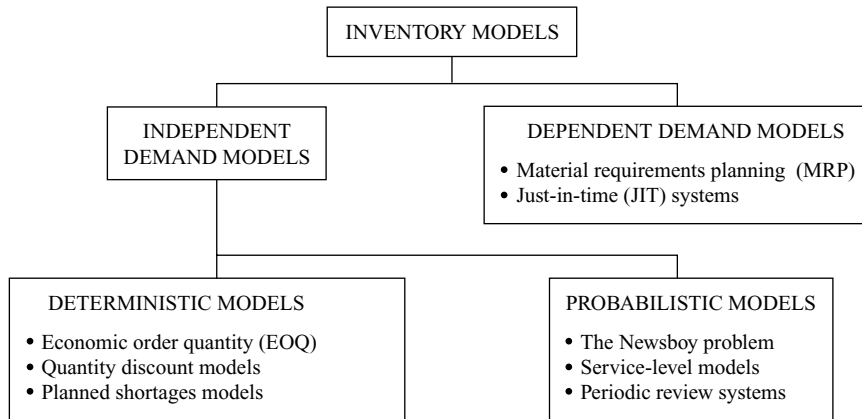 INVENTORY MODELS
INDEPENDENT
DEMAND MODELS
DEPENDENT DEMAND MODELS
• Material requirements planning (MRP)
• Just-in-time (JIT) systems
DETERMINISTIC MODELS
• Economic order quantity (EOQ)
• Quantity discount models
• Planned shortages models
PROBABILISTIC MODELS
• The Newsboy problem
• Service-level models
• Periodic review systems